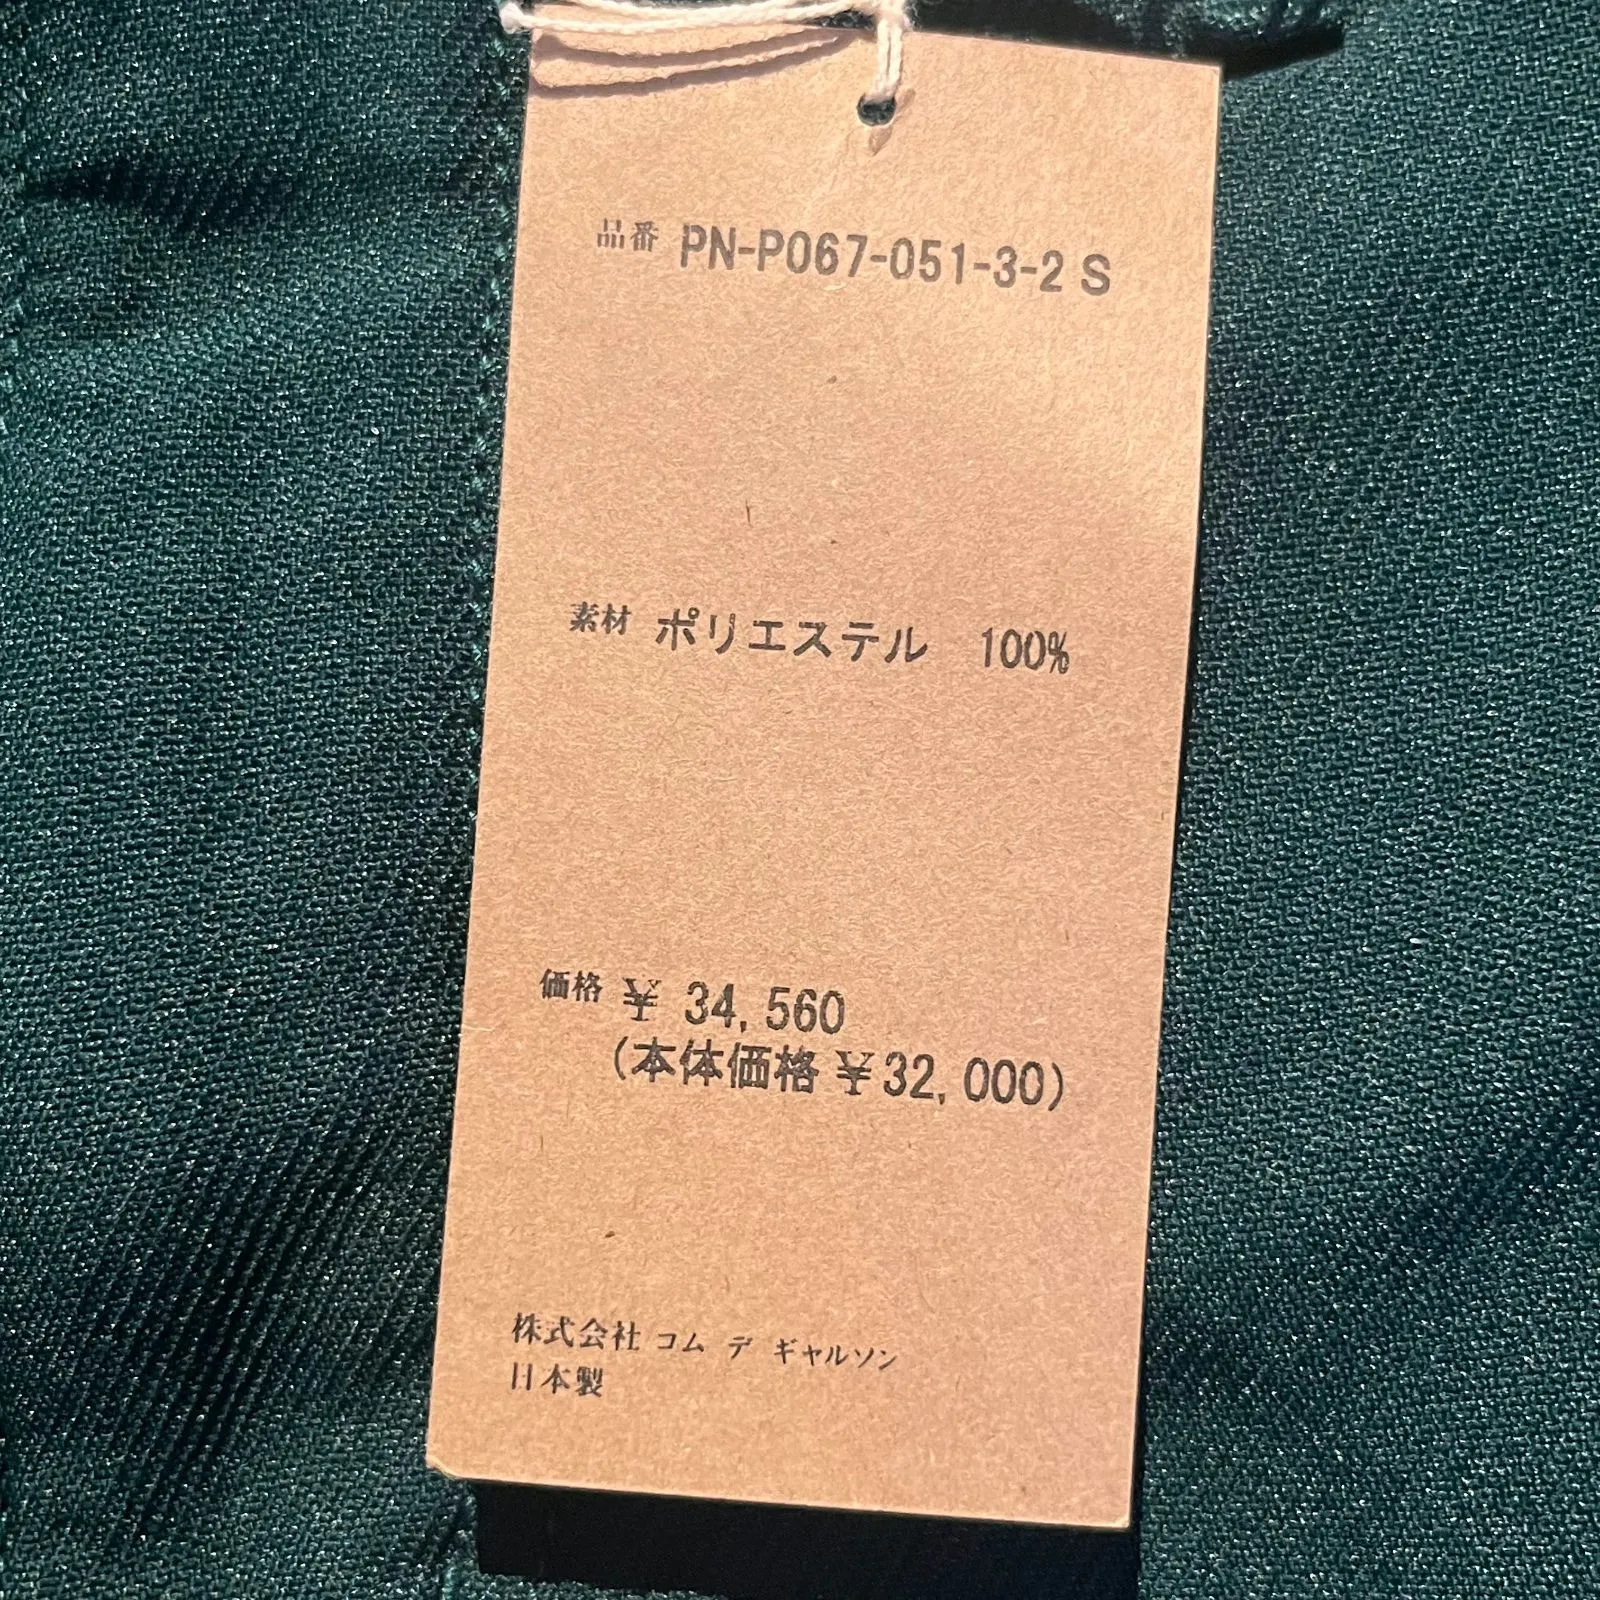 品番 PN-P067-051-3-2 S
素材 ポリエステル 100%
価格 ¥ 34,560
(本体価格 ¥32,000)
株式会社 コム デ ギャルソン
日本製